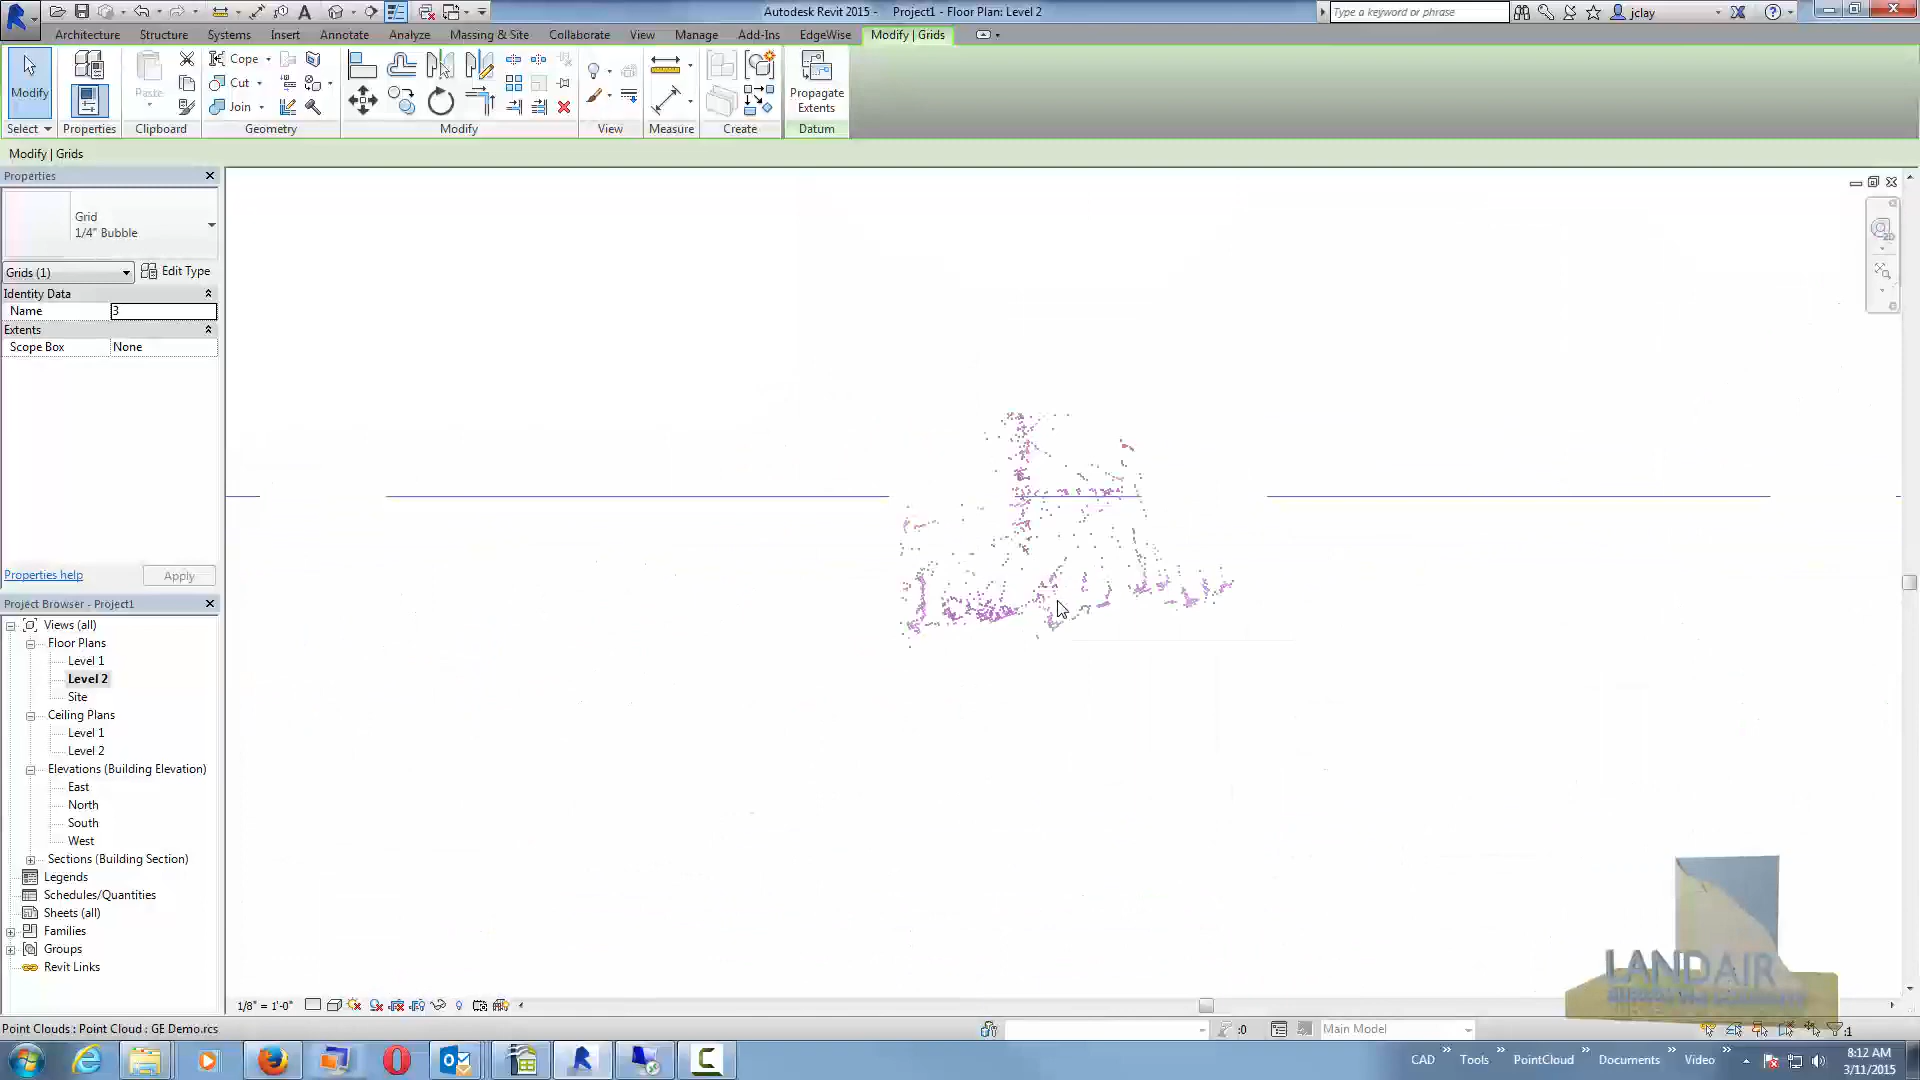 Autodesk Revit 2015 - Project1 - Floor Plan: Level 2
Type a keyword or phrase
jclay
Architecture Structure Systems Insert Annotate Analyze Massing & Site Collaborate View Manage Add-Ins EdgeWise Modify | Grids
Modify
Paste
Cope
Cut
Join
Propagate
Extents
Select Properties Clipboard Geometry Modify View Measure Create Datum
Modify | Grids
Properties
Grid
1/4" Bubble
Grids (1)
Edit Type
Identity Data
Name 3
Extents
Scope Box None
Properties help
Apply
Project Browser - Project1
Views (all)
Floor Plans
Level 1
Level 2
Site
Ceiling Plans
Level 1
Level 2
Elevations (Building Elevation)
East
North
South
West
Sections (Building Section)
Legends
Schedules/Quantities
Sheets (all)
Families
Groups
Revit Links
2D
LANDAIR
1/8" = 1'-0"
Point Clouds : Point Cloud : GE Demo.rcs
:0
Main Model
:1
CAD Tools PointCloud Documents Video
8:12 AM
3/11/2015